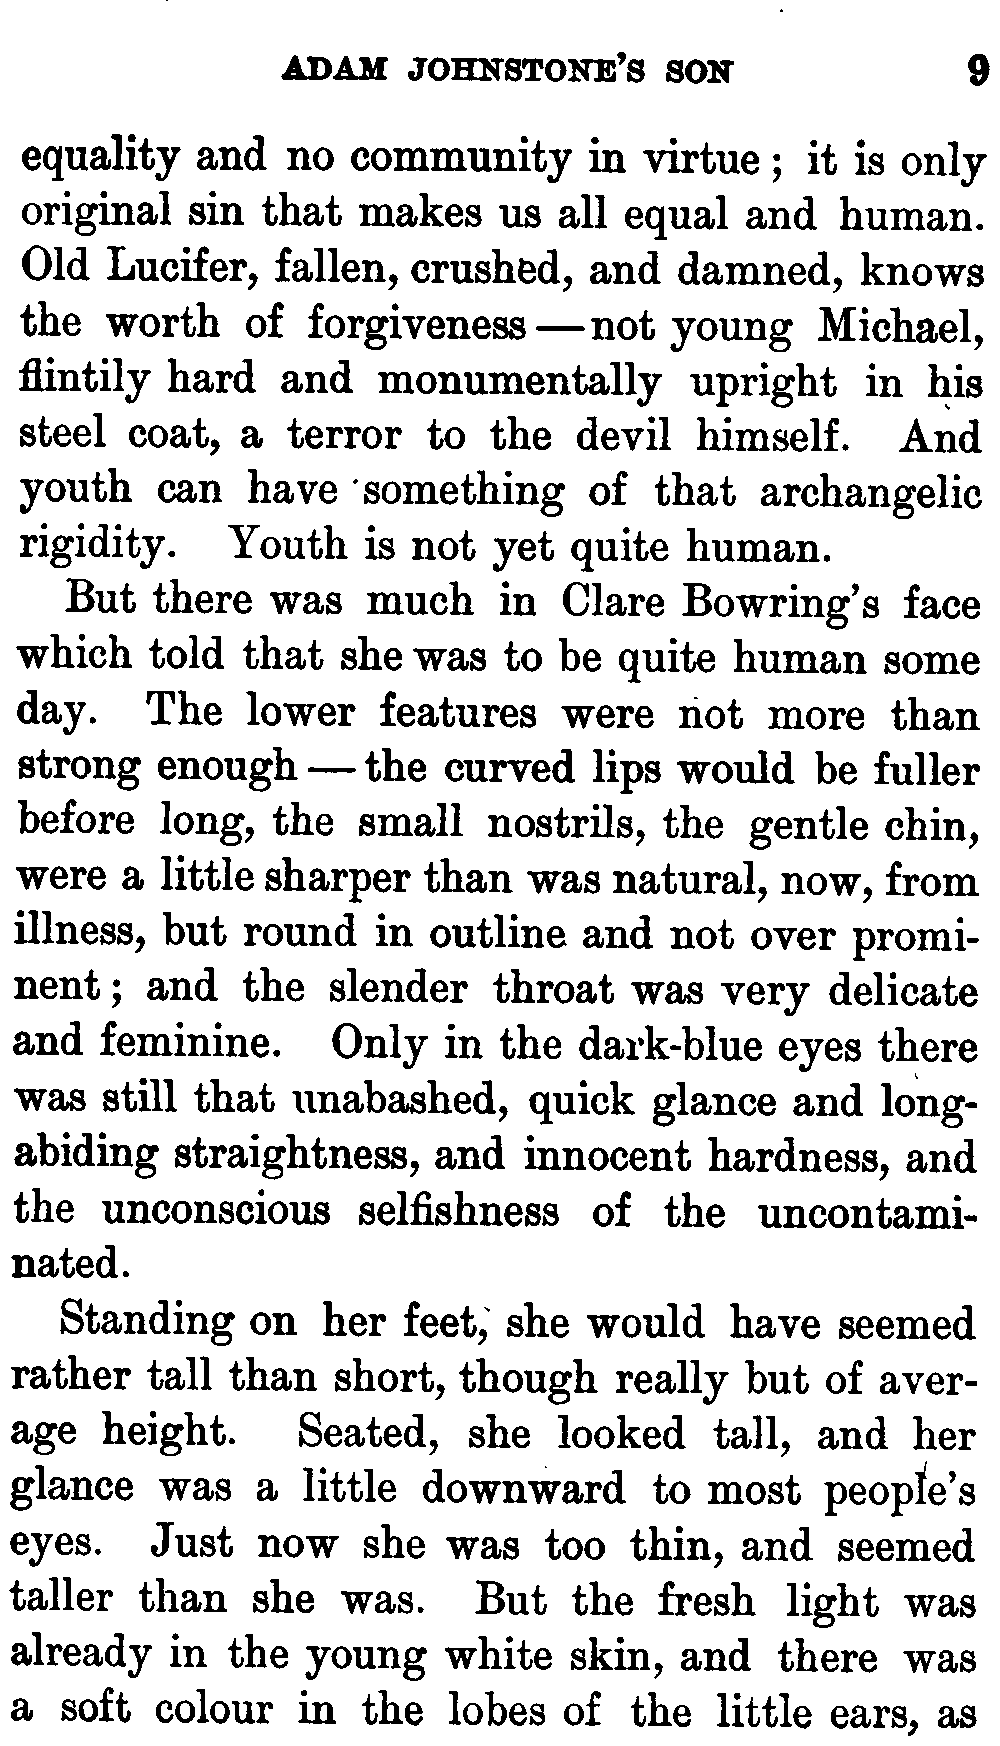 ADAM JOHNSTONE'S SON 9
equality and no community in virtue; it is only
original sin that makes us all equal and human.
Old Lucifer, fallen, crushed, and damned, knows
the worth of forgiveness—not young Michael,
flintily hard and monumentally upright in his
steel coat, a terror to the devil himself. And
youth can have something of that archangelic
rigidity. Youth is not yet quite human.
But there was much in Clare Bowring's face
which told that she was to be quite human some
day. The lower features were not more than
strong enough—the curved lips would be fuller
before long, the small nostrils, the gentle chin,
were a little sharper than was natural, now, from
illness, but round in outline and not over promi-
nent; and the slender throat was very delicate
and feminine. Only in the dark-blue eyes there
was still that unabashed, quick glance and long-
abiding straightness, and innocent hardness, and
the unconscious selfishness of the uncontami-
nated.
Standing on her feet, she would have seemed
rather tall than short, though really but of aver-
age height. Seated, she looked tall, and her
glance was a little downward to most people's
eyes. Just now she was too thin, and seemed
taller than she was. But the fresh light was
already in the young white skin, and there was
a soft colour in the lobes of the little ears, as